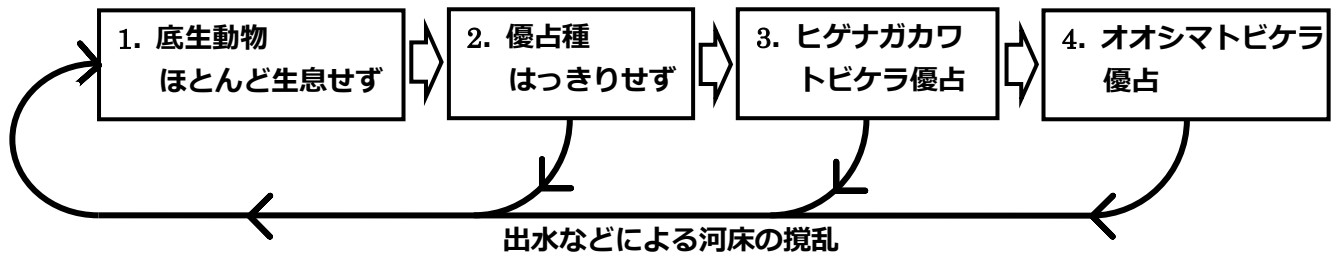 1. 底生動物
ほとんど生息せず
2. 優占種
はっきりせず
3. ヒゲナガカワ
トビケラ優占
4. オオシマトビケラ
優占
出水などによる河床の撹乱